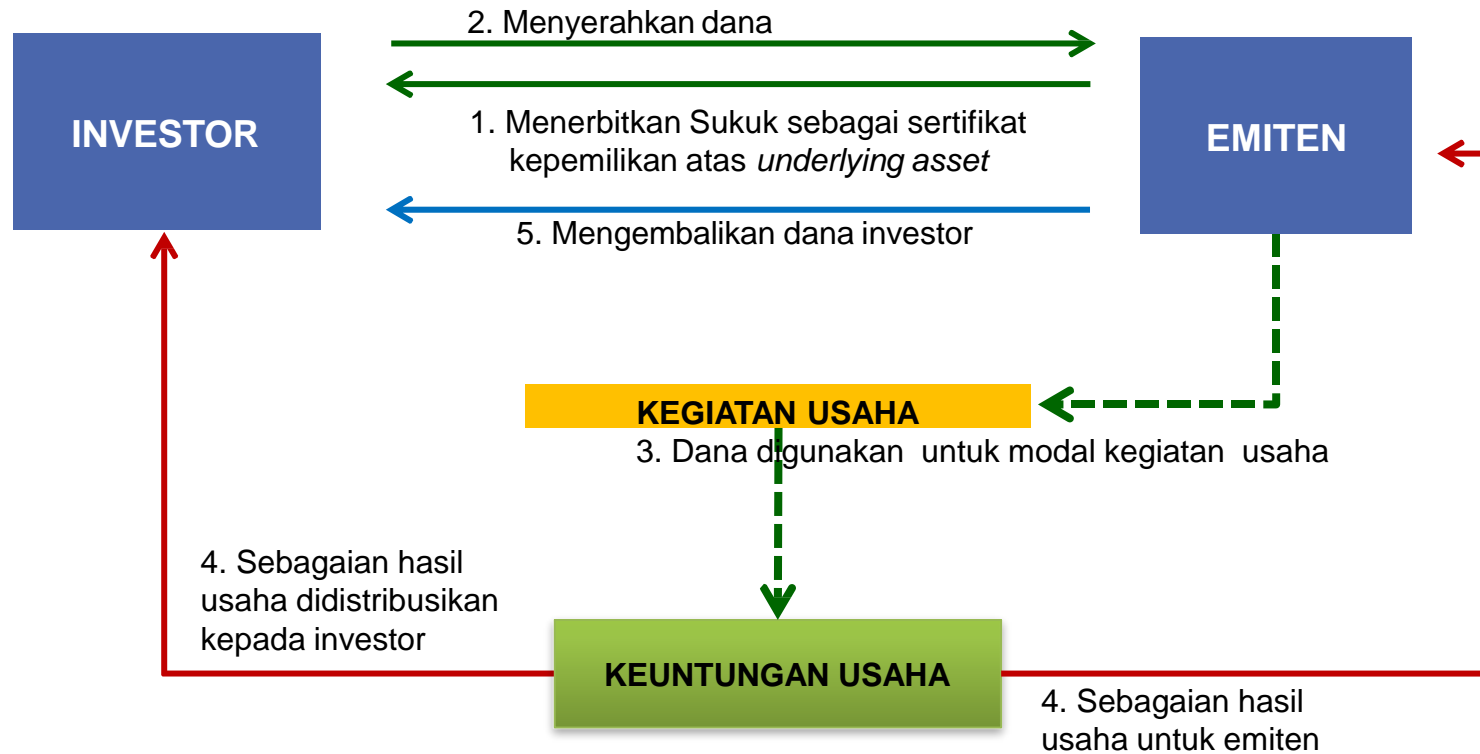 2. Menyerahkan dana
INVESTOR
EMITEN
1. Menerbitkan Sukuk sebagai sertifikat
kepemilikan atas underlying asset
5. Mengembalikan dana investor
KEGIATAN USAHA
3. Dana digunakan untuk modal kegiatan usaha
4. Sebagaian hasil
usaha didistribusikan
kepada investor
KEUNTUNGAN USAHA
4. Sebagaian hasil
usaha untuk emiten